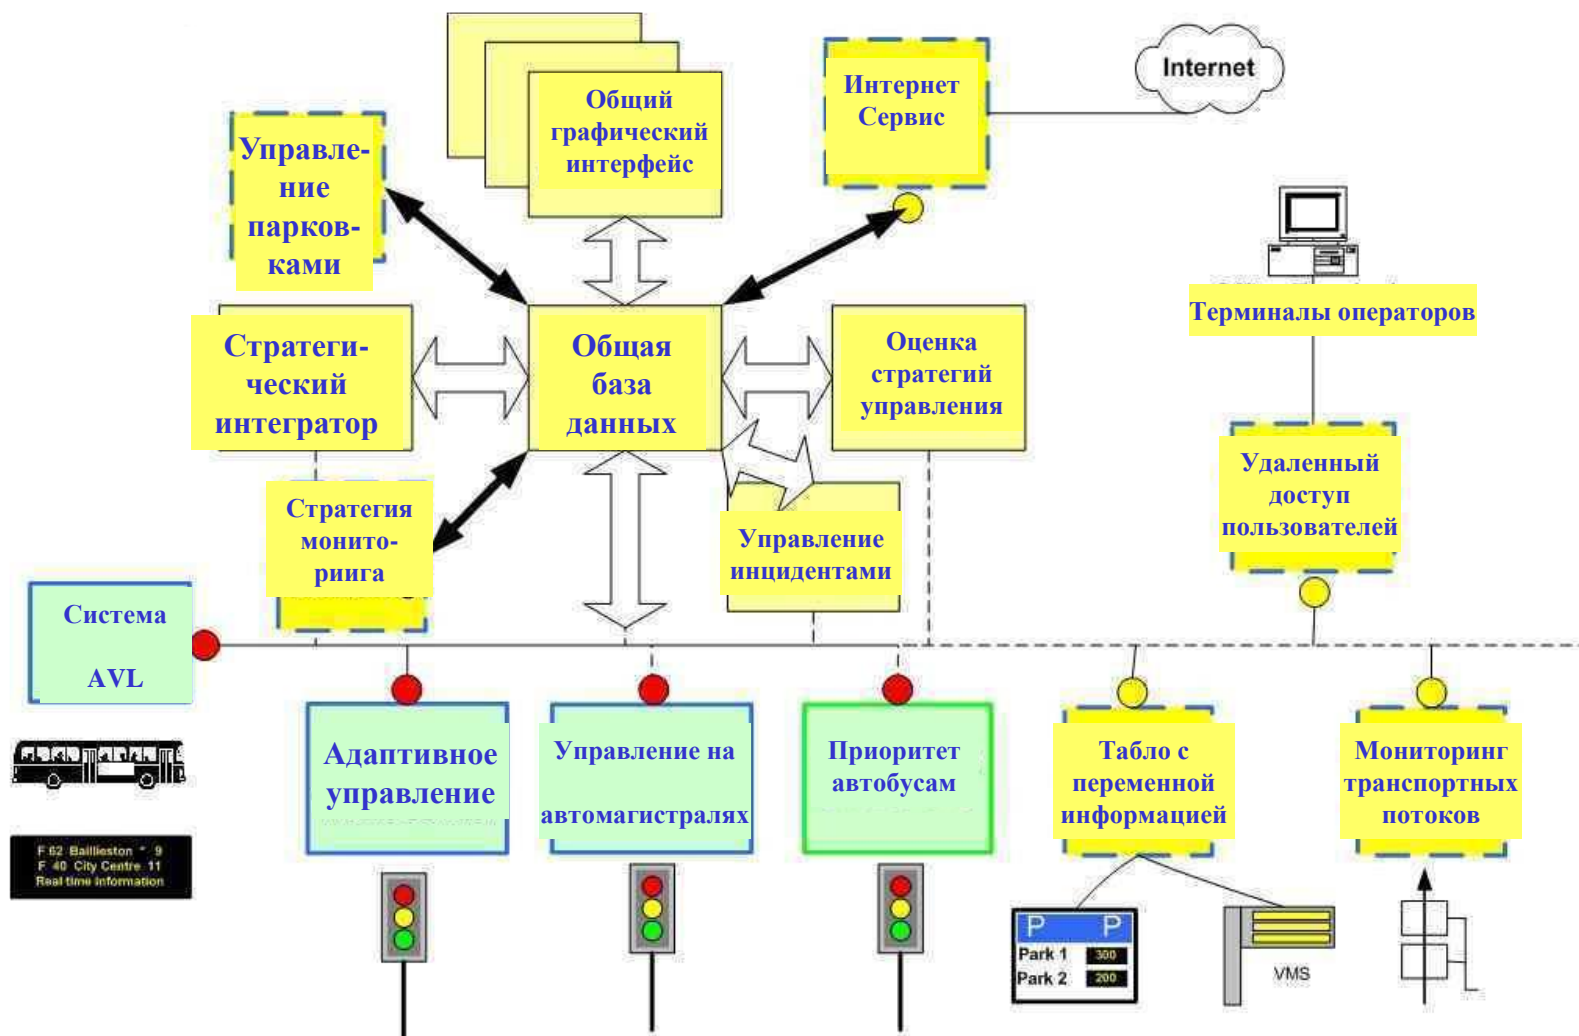 Общий
графический
интерфейс
Интернет
Сервис
Internet
Управле-
ние
парков-
ками
Терминалы операторов
Стратеги-
ческий
интегратор
Общая
база
данных
Оценка
стратегий
управления
Удаленный
доступ
пользователей
Стратегия
монито-
риига
Управление
инцидентами
Система
AVL
Адаптивное
управление
Управление на
автомагистралях
Приоритет
автобусам
Табло с
переменной
информацией
Мониторинг
транспортных
потоков
F 62 Baillieston " 9
F 40 City Centre 11
Real time information
P P
Park 1 300
Park 2 200
VMS